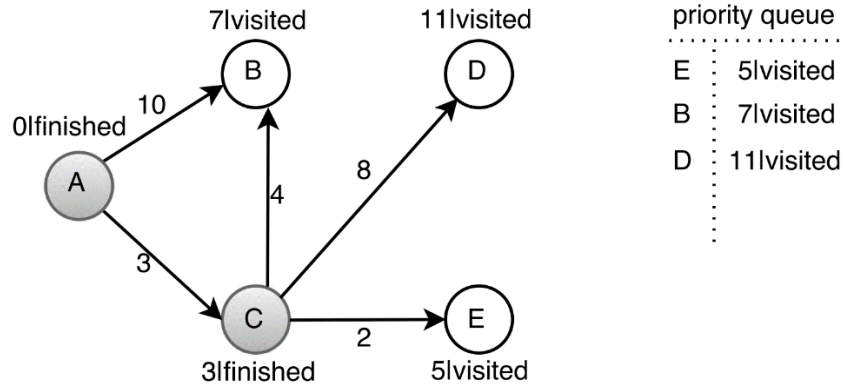 7|visited
11|visited
priority queue
B
D
E 5|visited
10
B 7|visited
0|finished
D 11|visited
A
8
4
3
C
E
2
3|finished
5|visited